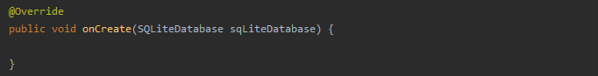 @Override
public void onCreate(SQLiteDatabase sqLiteDatabase) {
}